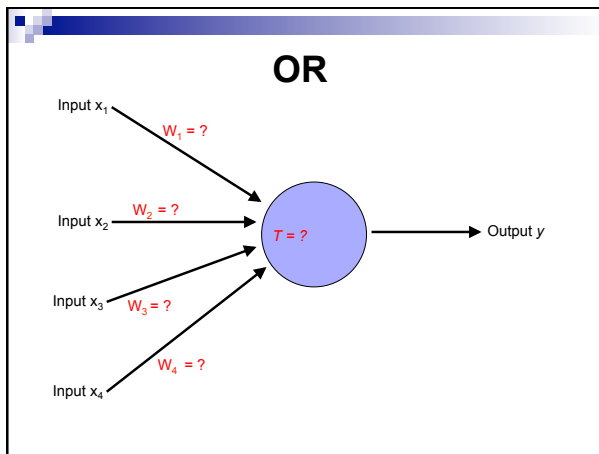 OR
Input x₁
W₁ = ?
Input x₂
W₂ = ?
T = ?
Output y
Input x₃
W₃ = ?
W₄ = ?
Input x₄